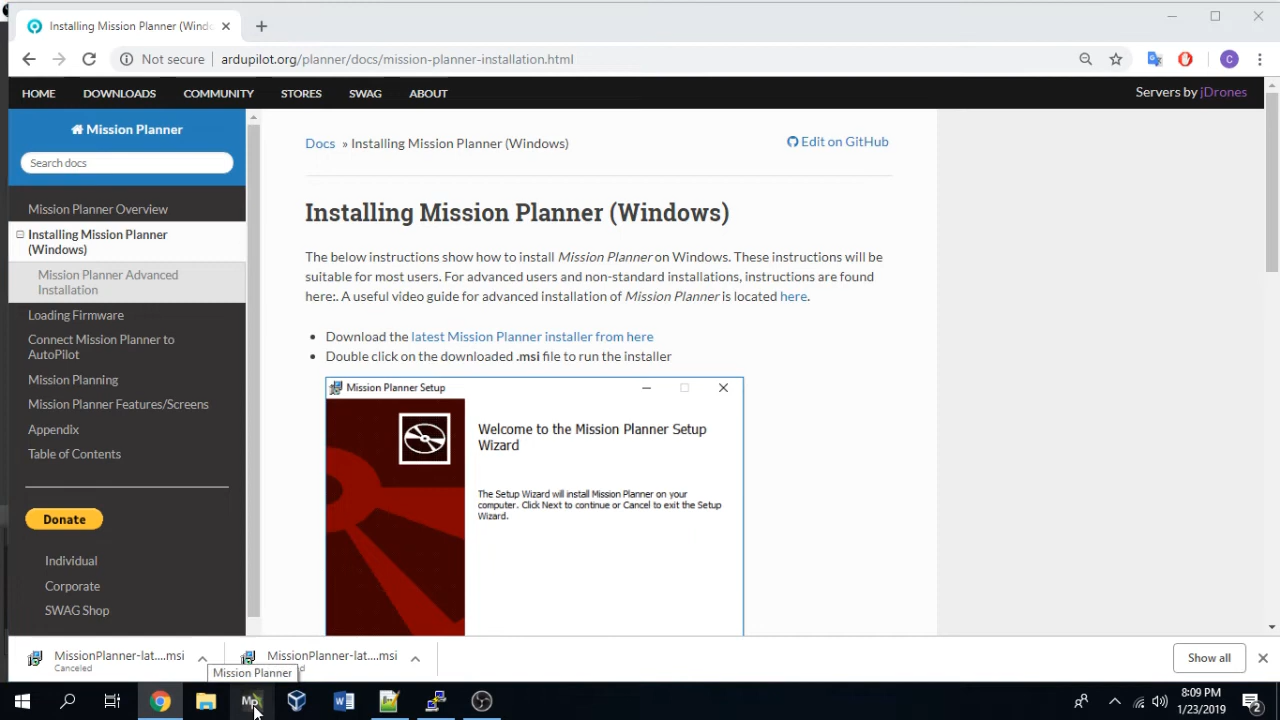 Installing Mission Planner (Windo
Not secure
ardupilot.org/planner/docs/mission-planner-installation.html
C
HOME DOWNLOADS COMMUNITY STORES SWAG ABOUT
Servers by jDrones
Mission Planner
Search docs
Mission Planner Overview
Installing Mission Planner
(Windows)
Mission Planner Advanced
Installation
Loading Firmware
Connect Mission Planner to
AutoPilot
Mission Planning
Mission Planner Features/Screens
Appendix
Table of Contents
Donate
Individual
Corporate
SWAG Shop
Docs » Installing Mission Planner (Windows)
Edit on GitHub
Installing Mission Planner (Windows)
The below instructions show how to install Mission Planner on Windows. These instructions will be
suitable for most users. For advanced users and non-standard installations, instructions are found
here:. A useful video guide for advanced installation of Mission Planner is located here.
• Download the latest Mission Planner installer from here
• Double click on the downloaded .msi file to run the installer
Mission Planner Setup
Welcome to the Mission Planner Setup
Wizard
The Setup Wizard will install Mission Planner on your
computer. Click Next to continue or Cancel to exit the Setup
Wizard.
MissionPlanner-lat....msi
Canceled
MissionPlanner-lat....msi
Show all
Mission Planner
8:09 PM
1/23/2019
2